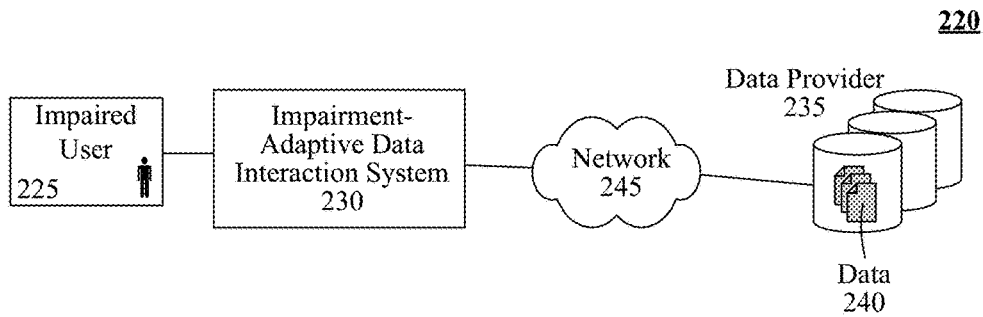 220
Data Provider
235
Impaired
User
225
Impairment-
Adaptive Data
Interaction System
230
Network
245
Data
240